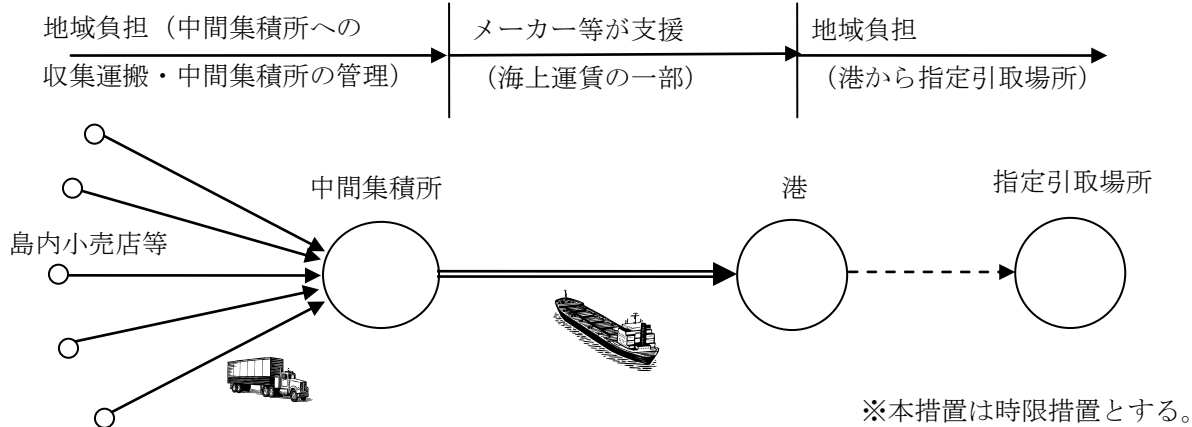 地域負担（中間集積所への
収集運搬・中間集積所の管理）
メーカー等が支援
（海上運賃の一部）
地域負担
（港から指定引取場所）
中間集積所
港
指定引取場所
島内小売店等
※本措置は時限措置とする。